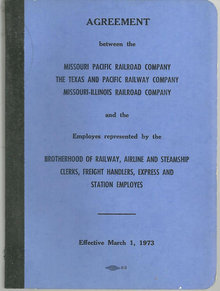 AGREEMENT
between the
MISSOURI PACIFIC RAILROAD COMPANY
THE TEXAS AND PACIFIC RAILWAY COMPANY
MISSOURI-ILLINOIS RAILROAD COMPANY
and the
Employes represented by the
BROTHERHOOD OF RAILWAY, AIRLINE AND STEAMSHIP
CLERKS, FREIGHT HANDLERS, EXPRESS AND
STATION EMPLOYES
Effective March 1, 1973